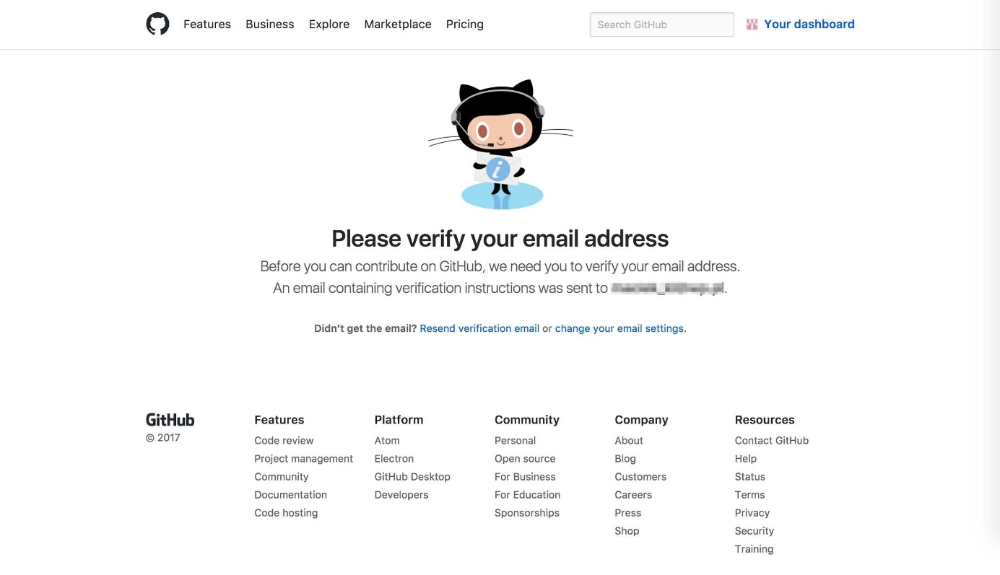 Features Business Explore Marketplace Pricing Search GitHub Your dashboard
i
Please verify your email address
Before you can contribute on GitHub, we need you to verify your email address.
An email containing verification instructions was sent to
Didn’t get the email? Resend verification email or change your email settings.
GitHub
© 2017
Features
Code review
Project management
Community
Documentation
Code hosting
Platform
Atom
Electron
GitHub Desktop
Developers
Community
Personal
Open source
For Business
For Education
Sponsorships
Company
About
Blog
Customers
Careers
Press
Shop
Resources
Contact GitHub
Help
Status
Terms
Privacy
Security
Training